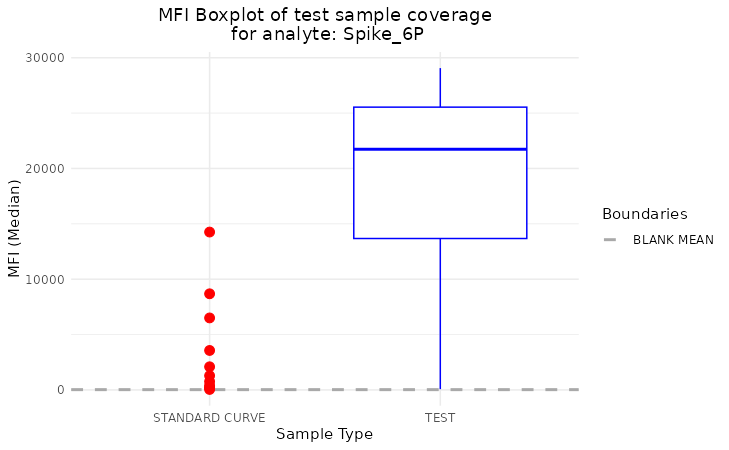 MFI Boxplot of test sample coverage
for analyte: Spike_6P
30000
20000
10000
0
MFI (Median)
STANDARD CURVE
TEST
Sample Type
Boundaries
BLANK MEAN